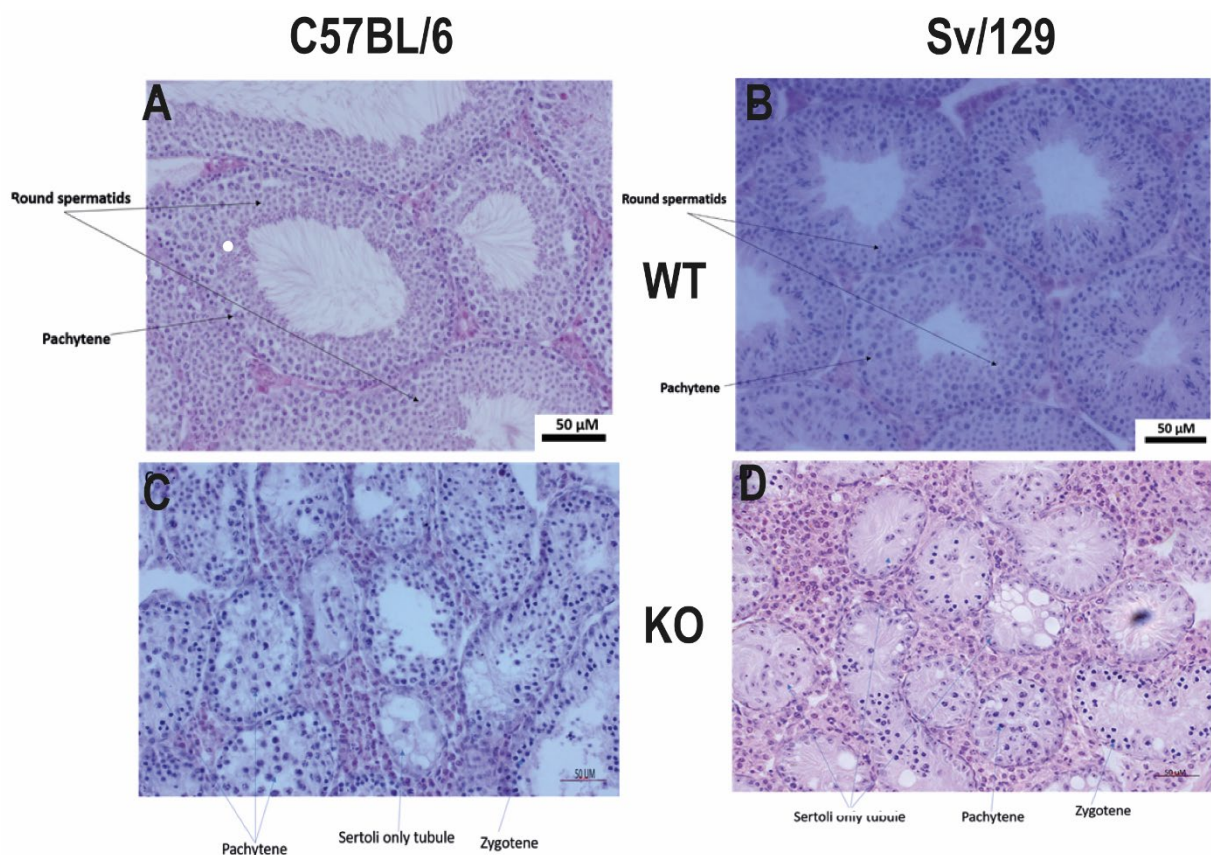 C57BL/6
Sv/129
A
B
Round spermatids
Round spermatids
WT
Pachytene
Pachytene
50 µM
50 µM
C
D
KO
50 UM
50 µM
Sertoli only tubule
Pachytene
Zygotene
Pachytene
Sertoli only tubule
Zygotene